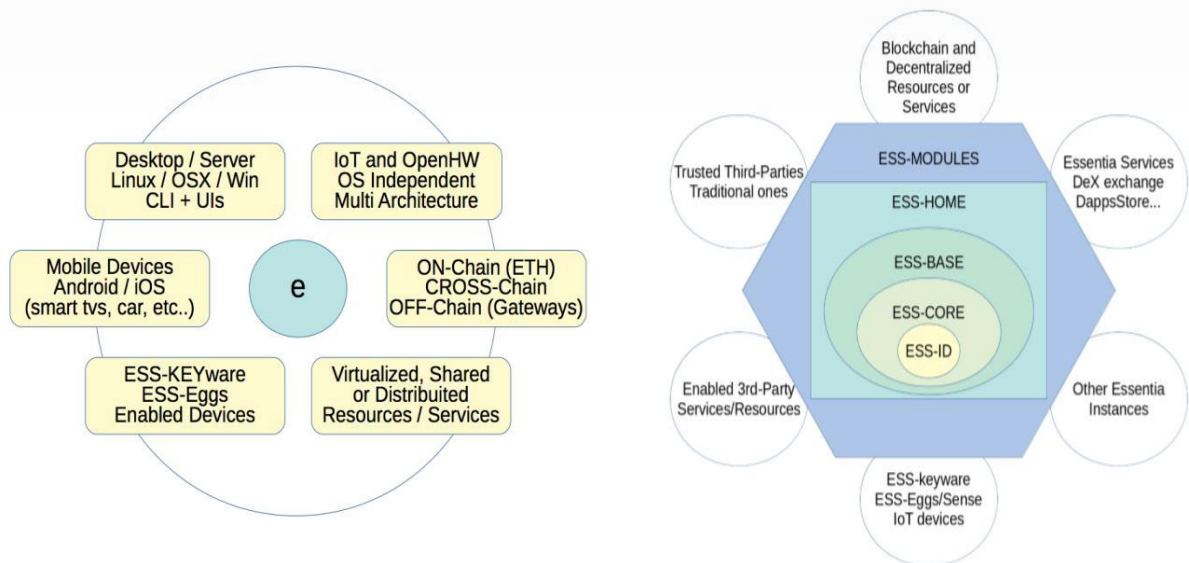 Desktop / Server
Linux / OSX / Win
CLI + UIs
IoT and OpenHW
OS Independent
Multi Architecture
Mobile Devices
Android / iOS
(smart tvs, car, etc..)
e
ON-Chain (ETH)
CROSS-Chain
OFF-Chain (Gateways)
ESS-KEYware
ESS-Eggs
Enabled Devices
Virtualized, Shared
or Distribuited
Resources / Services
Blockchain and
Decentralized
Resources or
Services
Trusted Third-Parties
Traditional ones
ESS-MODULES
Essentia Services
DeX exchange
DappsStore...
ESS-HOME
ESS-BASE
ESS-CORE
ESS-ID
Enabled 3rd-Party
Services/Resources
Other Essentia
Instances
ESS-keyware
ESS-Eggs/Sense
IoT devices